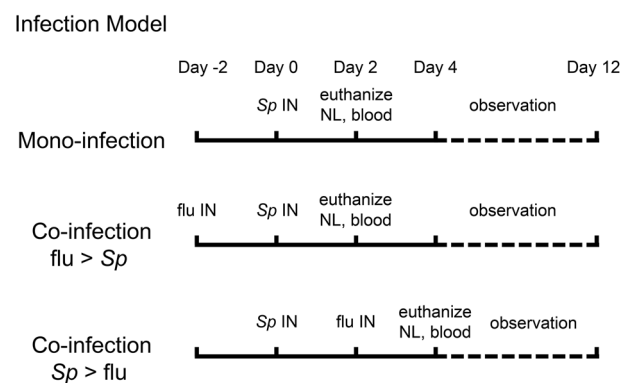 Infection Model
Day -2 Day 0 Day 2 Day 4 Day 12
Sp IN
euthanize
NL, blood
observation
Mono-infection
flu IN
Sp IN
euthanize
NL, blood
observation
Co-infection
flu > Sp
Sp IN
flu IN
euthanize
NL, blood
observation
Co-infection
Sp > flu